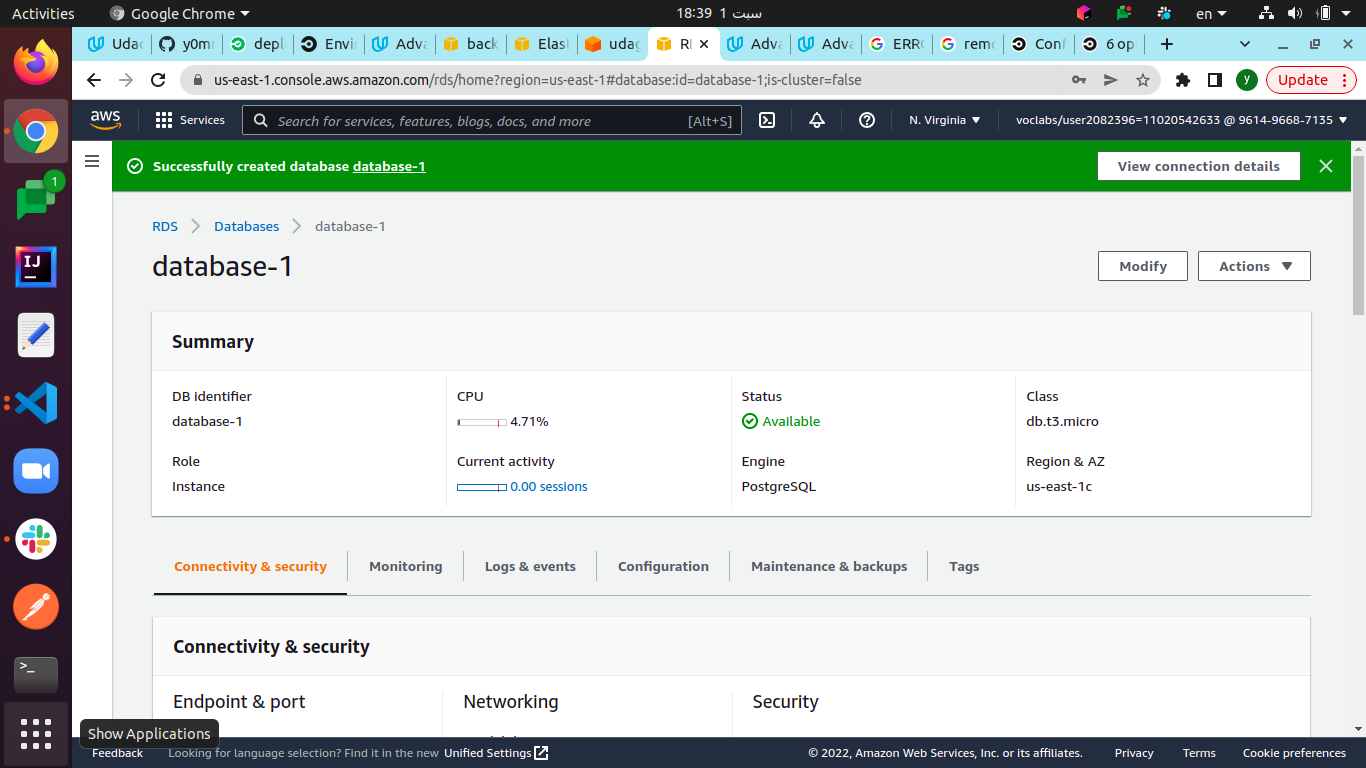 Activities
Google Chrome
18:39 1 سبت
en
Udac
y0mr
depl
Envir
Adva
back
Elast
udag
RD
Adva
Adva
ERRO
remo
Conf
6 op
us-east-1.console.aws.amazon.com/rds/home?region=us-east-1#database:id=database-1;is-cluster=false
y
Update
aws
Services
Search for services, features, blogs, docs, and more
[Alt+S]
N. Virginia
voclabs/user2082396=11020542633 @ 9614-9668-7135
1
Successfully created database database-1
View connection details
RDS
Databases
database-1
database-1
Modify
Actions
IJ
Summary
DB identifier
CPU
Status
Class
database-1
4.71%
Available
db.t3.micro
Role
Current activity
Engine
Region & AZ
Instance
0.00 sessions
PostgreSQL
us-east-1c
Connectivity & security
Monitoring
Logs & events
Configuration
Maintenance & backups
Tags
Connectivity & security
Endpoint & port
Networking
Security
Show Applications
Feedback
Looking for language selection? Find it in the new Unified Settings
© 2022, Amazon Web Services, Inc. or its affiliates.
Privacy
Terms
Cookie preferences